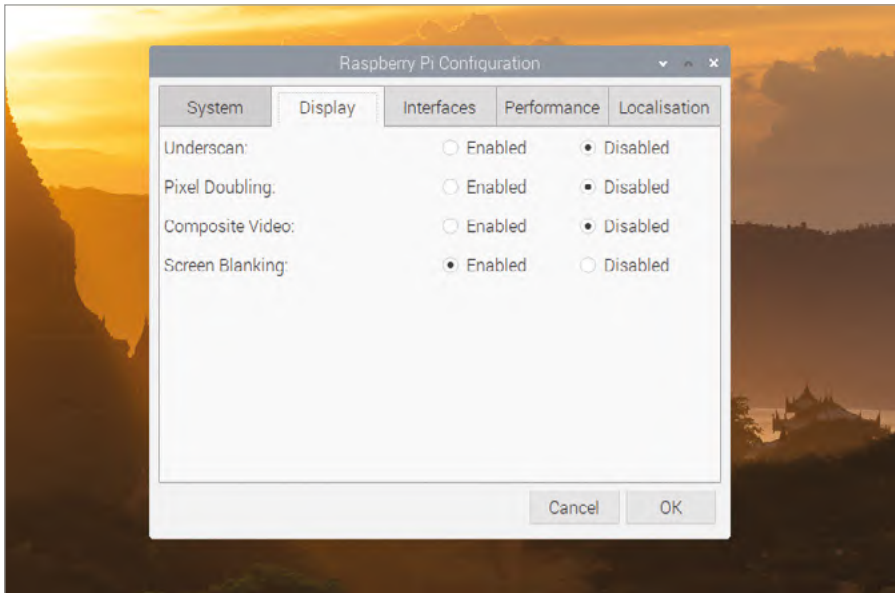 Raspberry Pi Configuration
System Display Interfaces Performance Localisation
Underscan: Enabled Disabled
Pixel Doubling: Enabled Disabled
Composite Video: Enabled Disabled
Screen Blanking: Enabled Disabled
Cancel OK